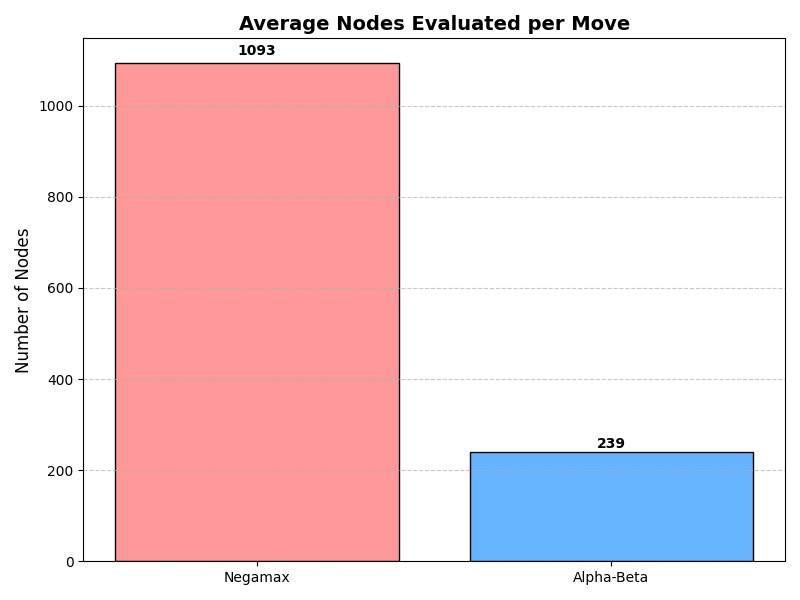 Average Nodes Evaluated per Move
1093
1000
800
600
400
200
0
Number of Nodes
239
Negamax
Alpha-Beta